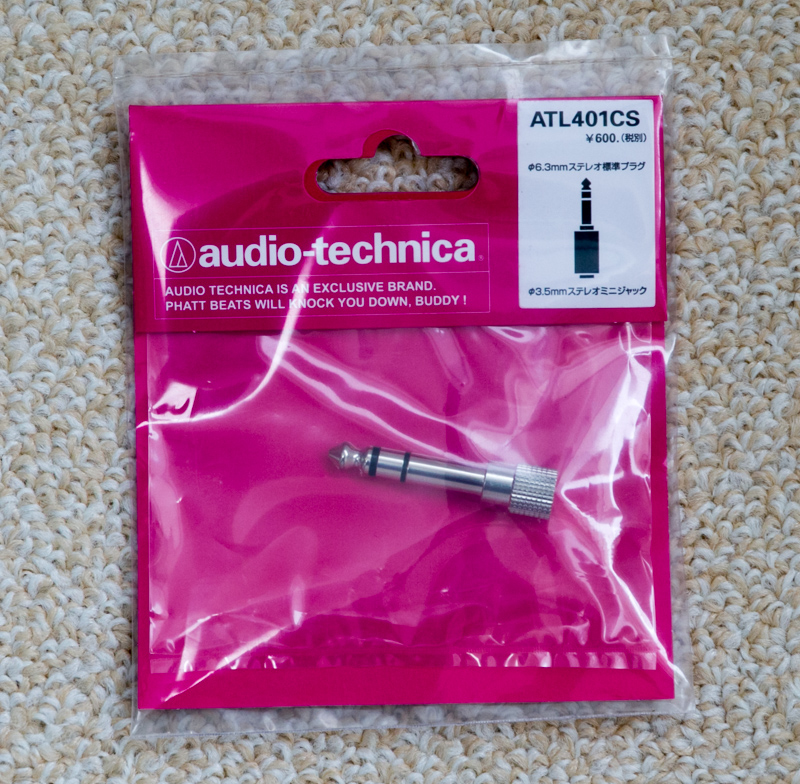 ATL401CS
¥600.(税別)
φ6.3mmステレオ標準プラグ
φ3.5mmステレオミニジャック
audio-technica®
AUDIO TECHNICA IS AN EXCLUSIVE BRAND.
PHATT BEATS WILL KNOCK YOU DOWN, BUDDY !